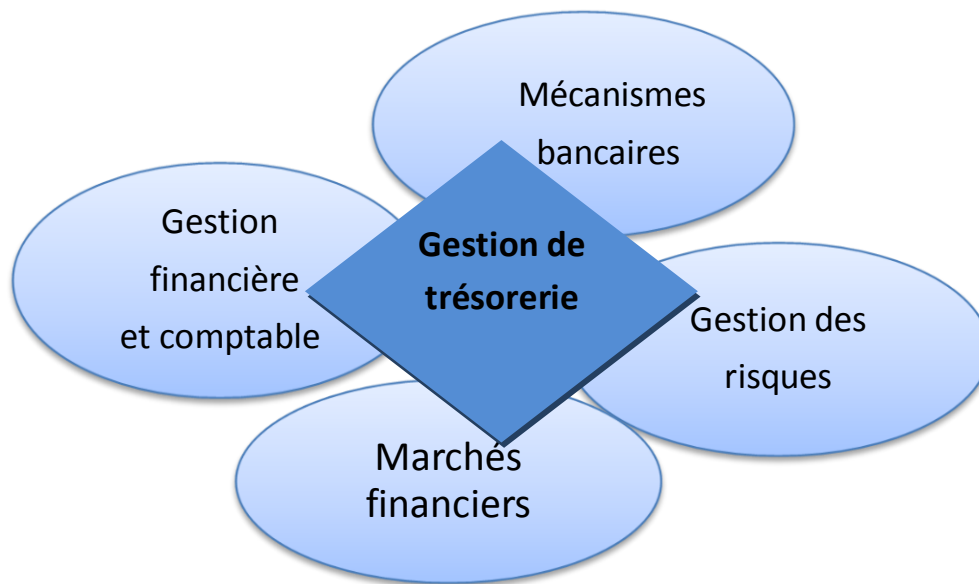 Mécanismes
bancaires
Gestion
financière
et comptable
Gestion de
trésorerie
Gestion des
risques
Marchés
financiers